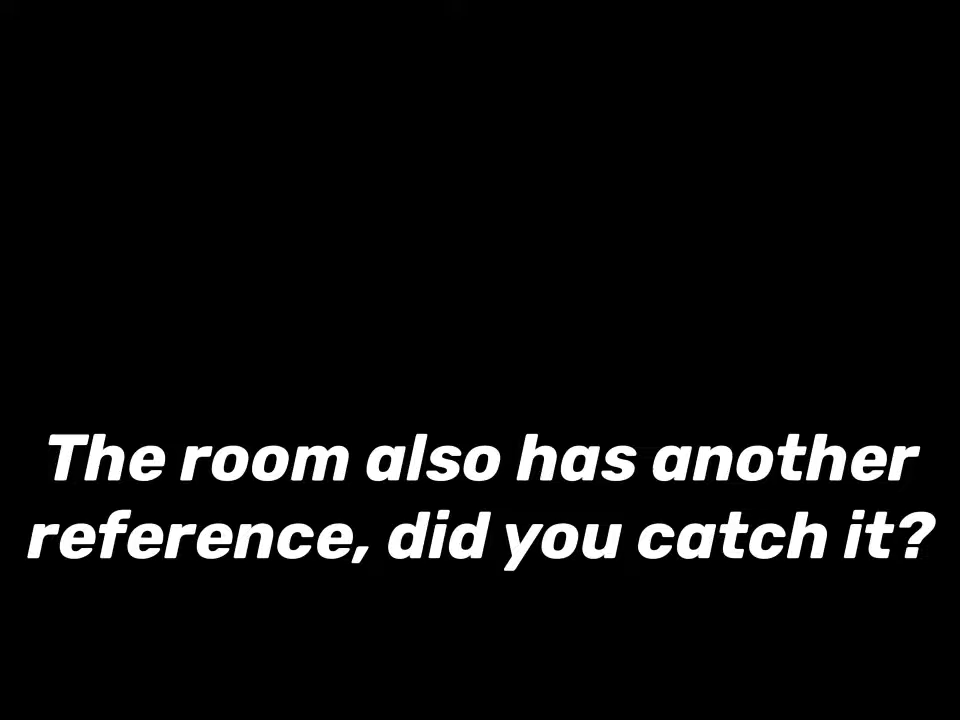 The room also has another
reference, did you catch it?